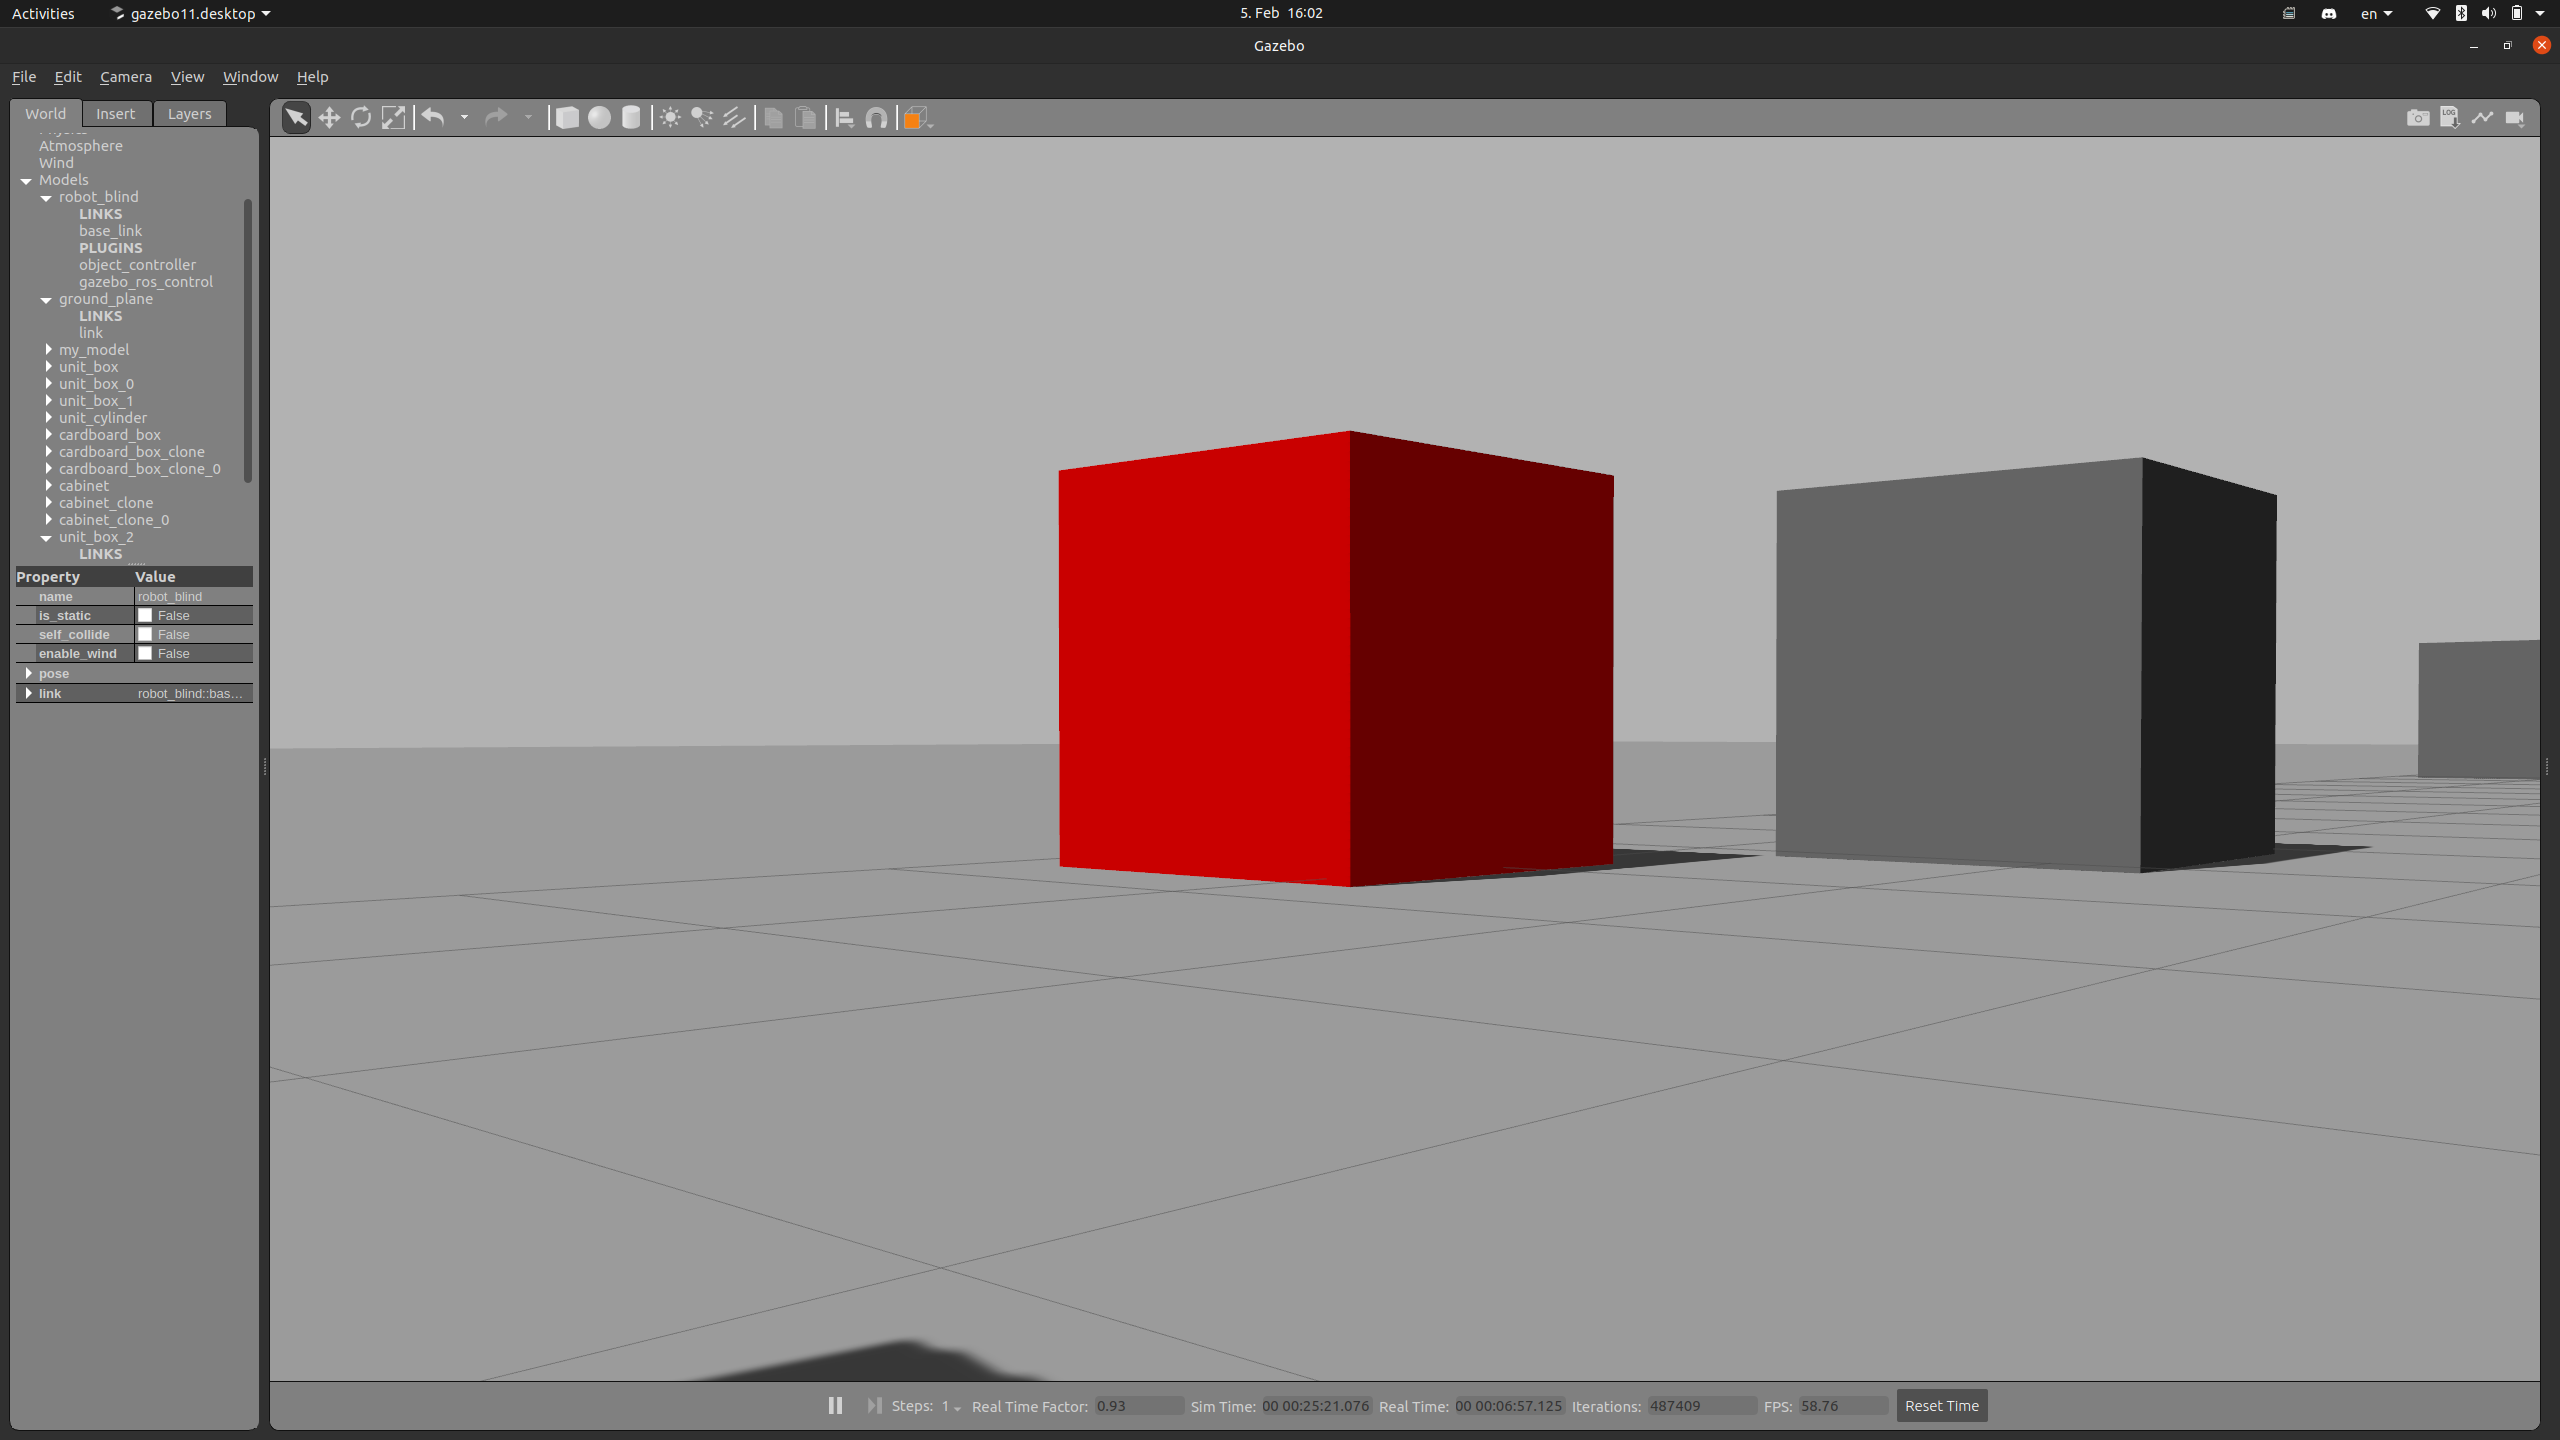 Activities gazebo11.desktop 5. Feb 16:02 en
Gazebo
File Edit Camera View Window Help
World Insert Layers
Atmosphere
Wind
Models
robot_blind
LINKS
base_link
PLUGINS
object_controller
gazebo_ros_control
ground_plane
LINKS
link
my_model
unit_box
unit_box_0
unit_box_1
unit_cylinder
cardboard_box
cardboard_box_clone
cardboard_box_clone_0
cabinet
cabinet_clone
cabinet_clone_0
unit_box_2
LINKS
Property Value
name robot_blind
is_static False
self_collide False
enable_wind False
pose
link robot_blind::bas...
LOG
Steps: 1 Real Time Factor: 0.93 Sim Time: 00 00:25:21.076 Real Time: 00 00:06:57.125 Iterations: 487409 FPS: 58.76 Reset Time